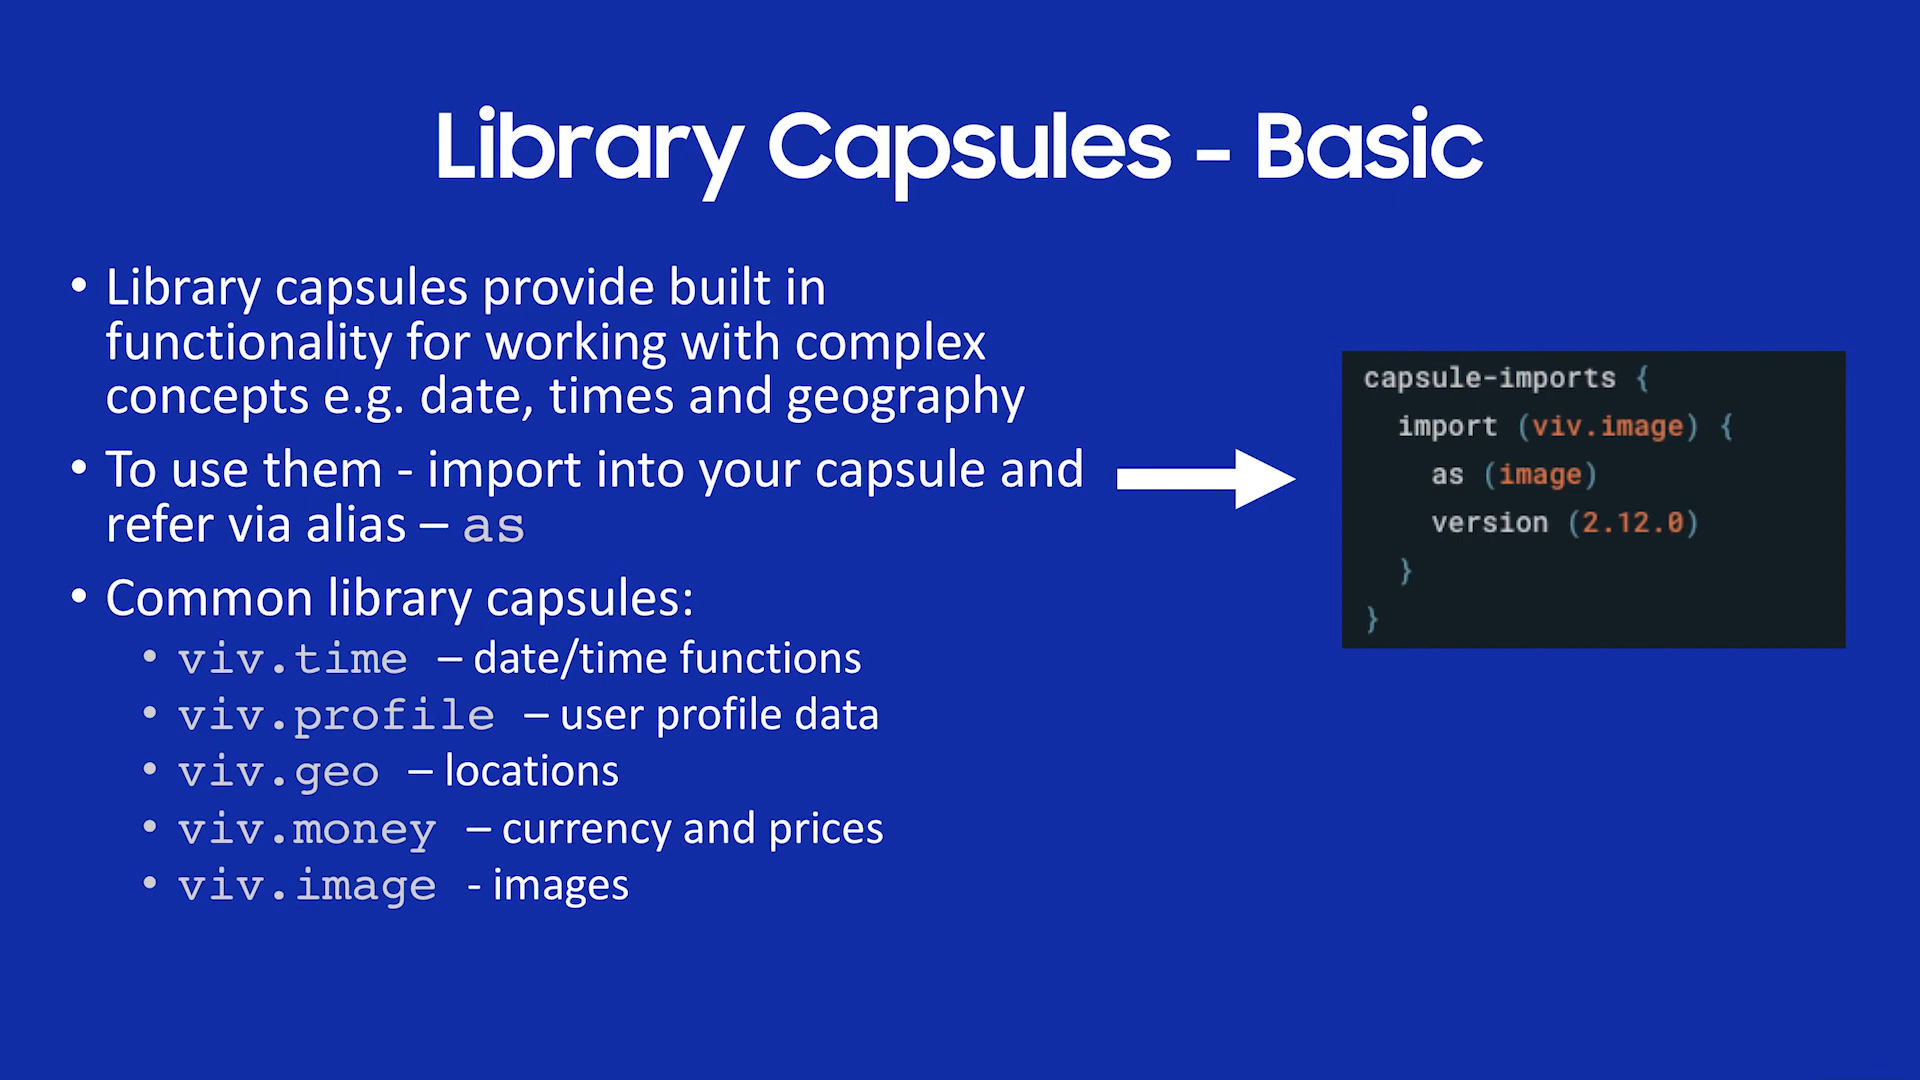 Library Capsules - Basic
• Library capsules provide built in
functionality for working with complex
concepts e.g. date, times and geography
• To use them - import into your capsule and
refer via alias – as
• Common library capsules:
• viv.time – date/time functions
• viv.profile – user profile data
• viv.geo – locations
• viv.money – currency and prices
• viv.image - images
capsule-imports {
import (viv.image) {
as (image)
version (2.12.0)
}
}